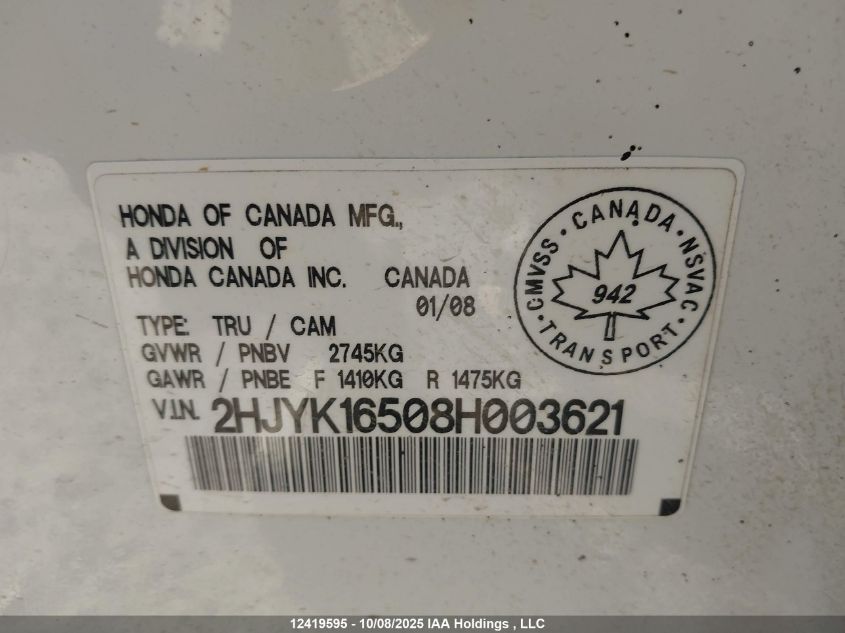 HONDA OF CANADA MFG.,
A DIVISION OF
HONDA CANADA INC. CANADA
01/08
TYPE: TRU / CAM
GVWR / PNBV 2745KG
GAWR / PNBE F 1410KG R 1475KG
V.I.N. 2HJYK16508H003621
CMVSS · CANADA · NSVAC · TRANSPORT ·
942
12419595 - 10/08/2025 IAA Holdings , LLC